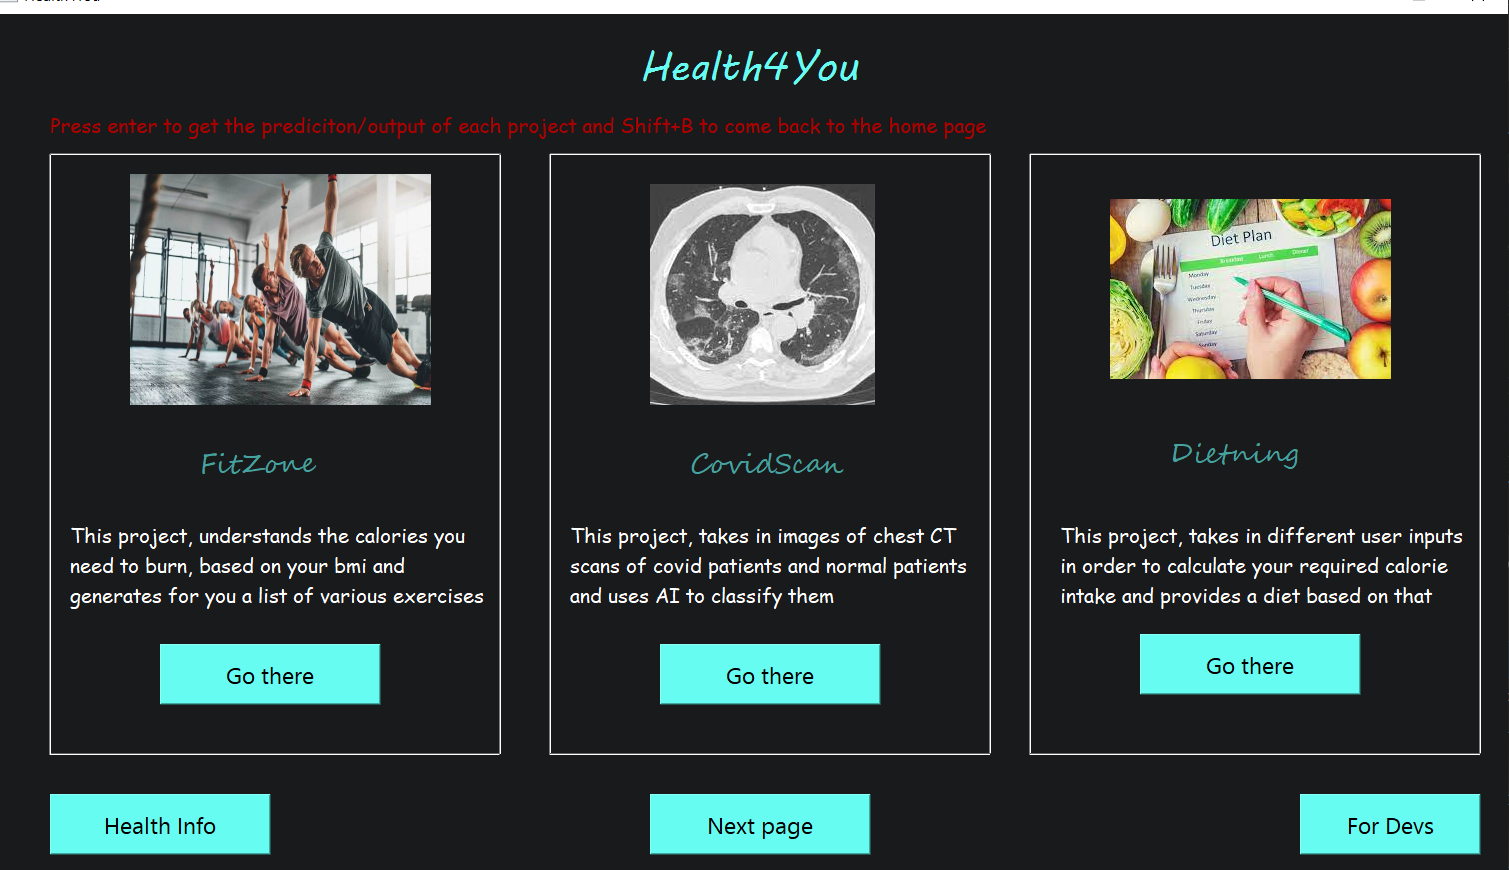 Health4You
Press enter to get the prediciton/output of each project and Shift+B to come back to the home page
Diet Plan
Breakfast Lunch Dinner
Monday
Tuesday
Wednesday
Thursday
Friday
Saturday
Sunday
FitZone
CovidScan
Dietning
This project, understands the calories you
need to burn, based on your bmi and
generates for you a list of various exercises
This project, takes in images of chest CT
scans of covid patients and normal patients
and uses AI to classify them
This project, takes in different user inputs
in order to calculate your required calorie
intake and provides a diet based on that
Go there
Go there
Go there
Health Info
Next page
For Devs